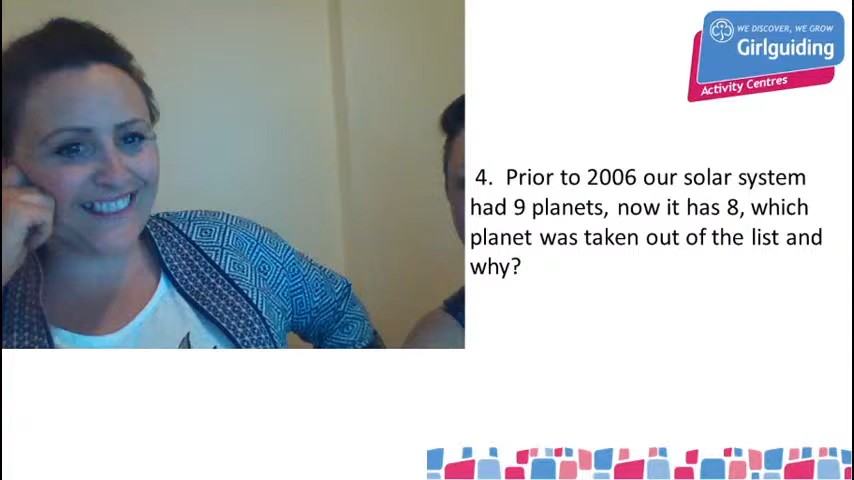 WE DISCOVER, WE GROW
Girlguiding
Activity Centres
4. Prior to 2006 our solar system
had 9 planets, now it has 8, which
planet was taken out of the list and
why?